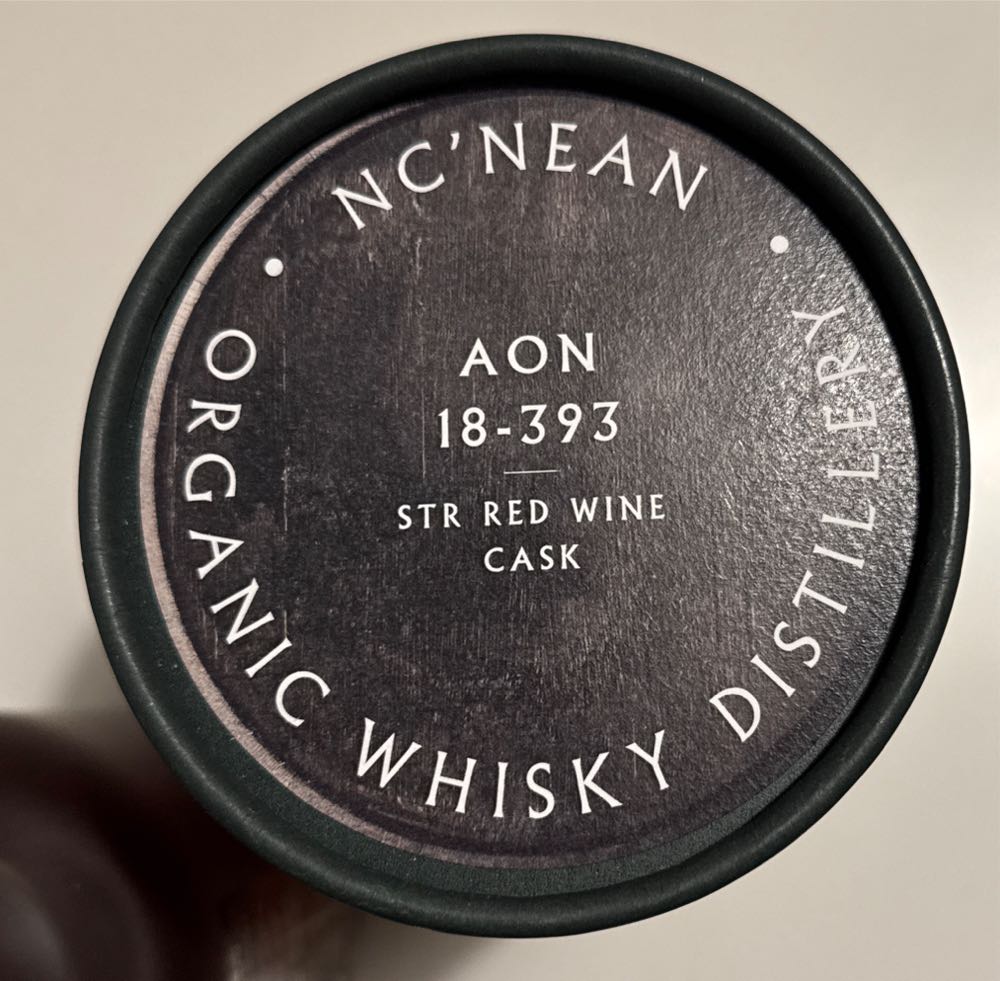 NC'NEAN
AON
18-393
STR RED WINE
CASK
ORGANIC WHISKY DISTILLERY